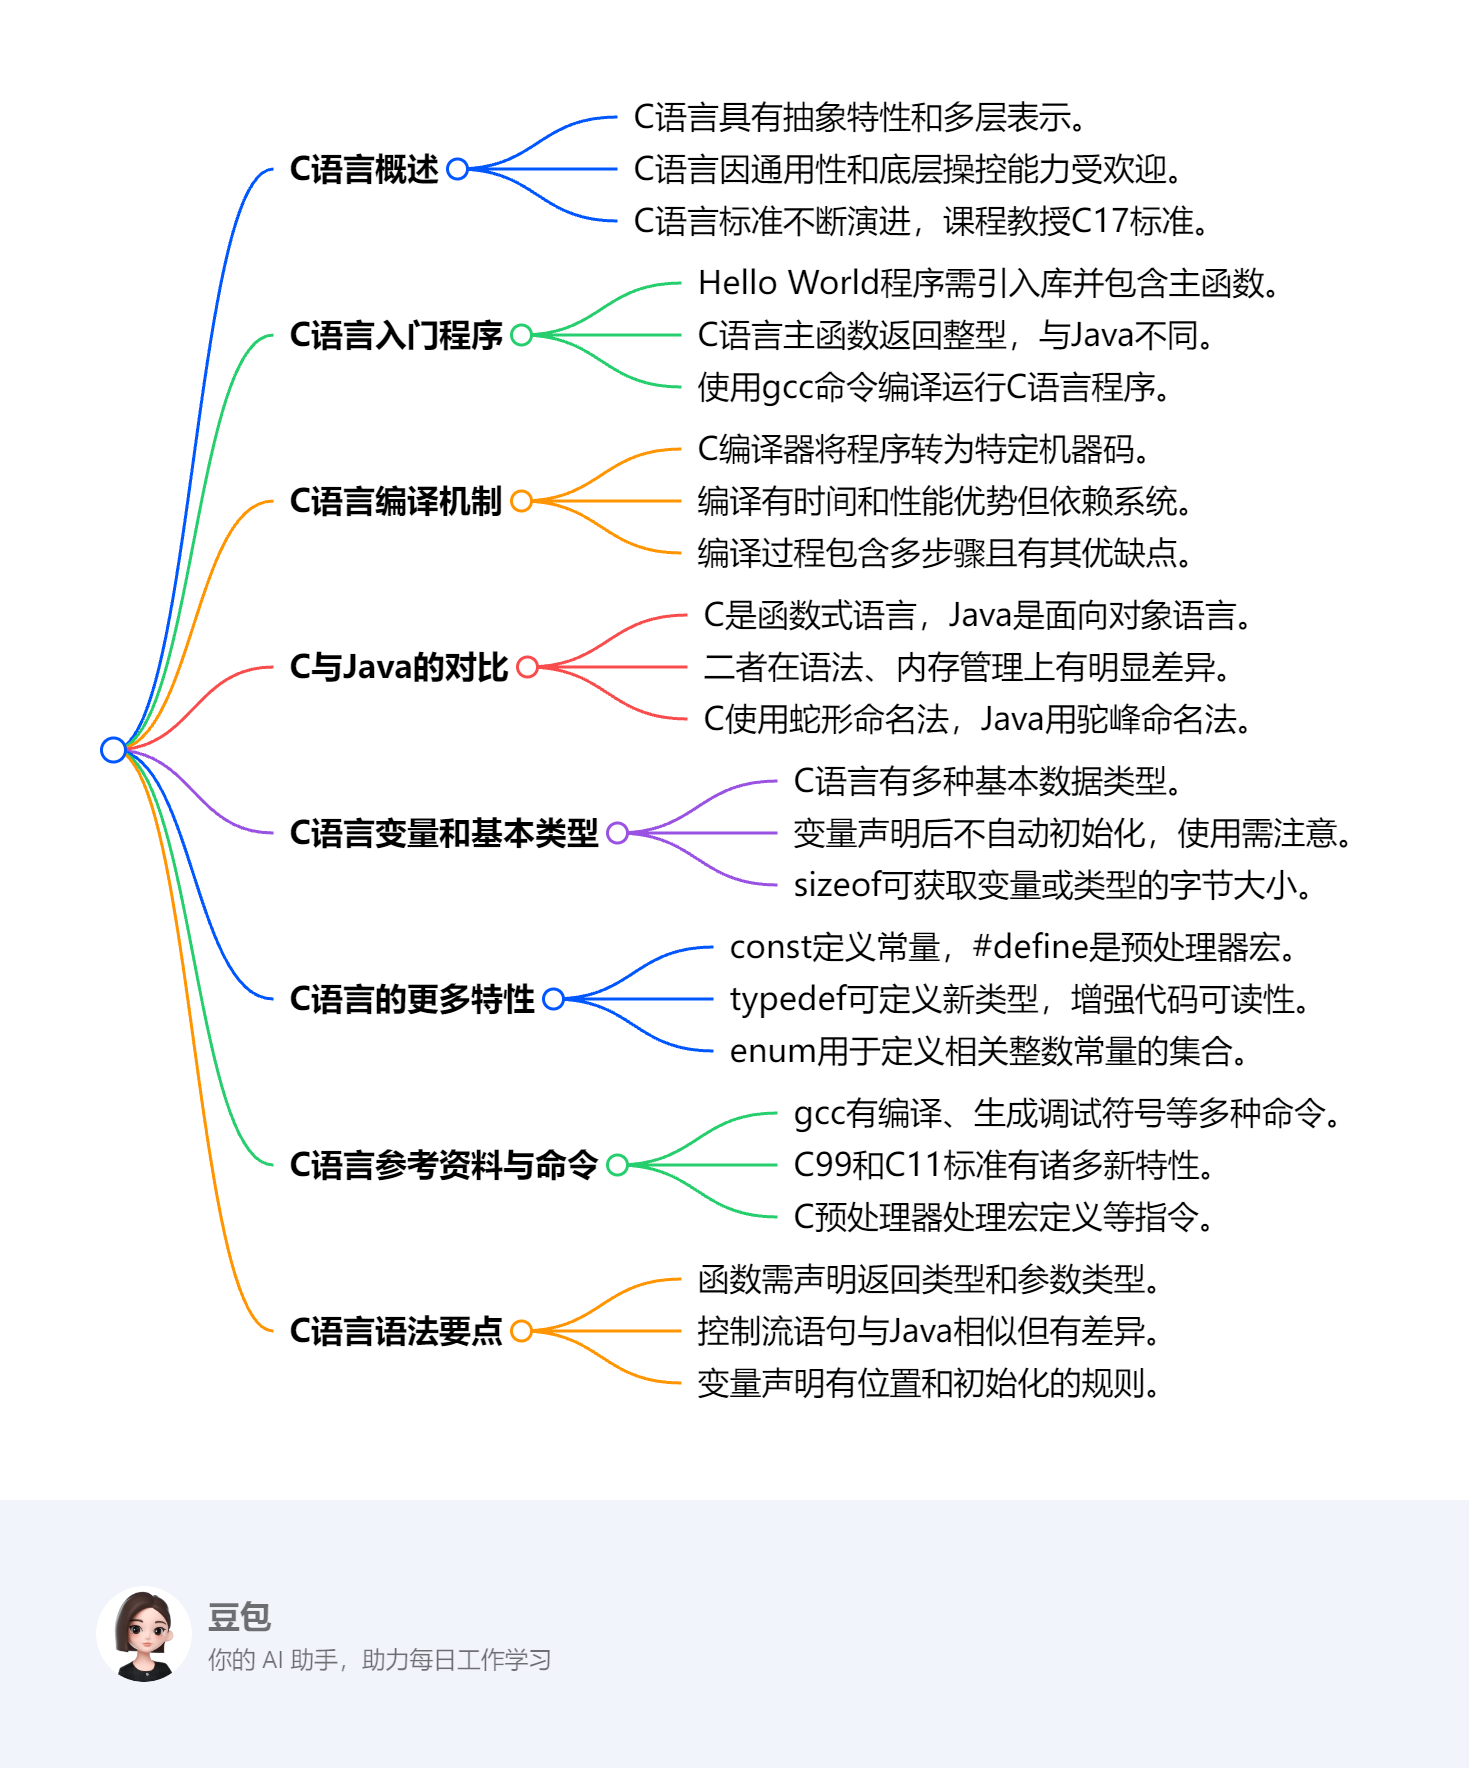 C语言概述
C语言具有抽象特性和多层表示。
C语言因通用性和底层操控能力受欢迎。
C语言标准不断演进，课程教授C17标准。
C语言入门程序
Hello World程序需引入库并包含主函数。
C语言主函数返回整型，与Java不同。
使用gcc命令编译运行C语言程序。
C语言编译机制
C编译器将程序转为特定机器码。
编译有时间和性能优势但依赖系统。
编译过程包含多步骤且有其优缺点。
C与Java的对比
C是函数式语言，Java是面向对象语言。
二者在语法、内存管理上有明显差异。
C使用蛇形命名法，Java用驼峰命名法。
C语言变量和基本类型
C语言有多种基本数据类型。
变量声明后不自动初始化，使用需注意。
sizeof可获取变量或类型的字节大小。
C语言的更多特性
const定义常量，#define是预处理器宏。
typedef可定义新类型，增强代码可读性。
enum用于定义相关整数常量的集合。
C语言参考资料与命令
gcc有编译、生成调试符号等多种命令。
C99和C11标准有诸多新特性。
C预处理器处理宏定义等指令。
C语言语法要点
函数需声明返回类型和参数类型。
控制流语句与Java相似但有差异。
变量声明有位置和初始化的规则。
豆包
你的 AI 助手，助力每日工作学习